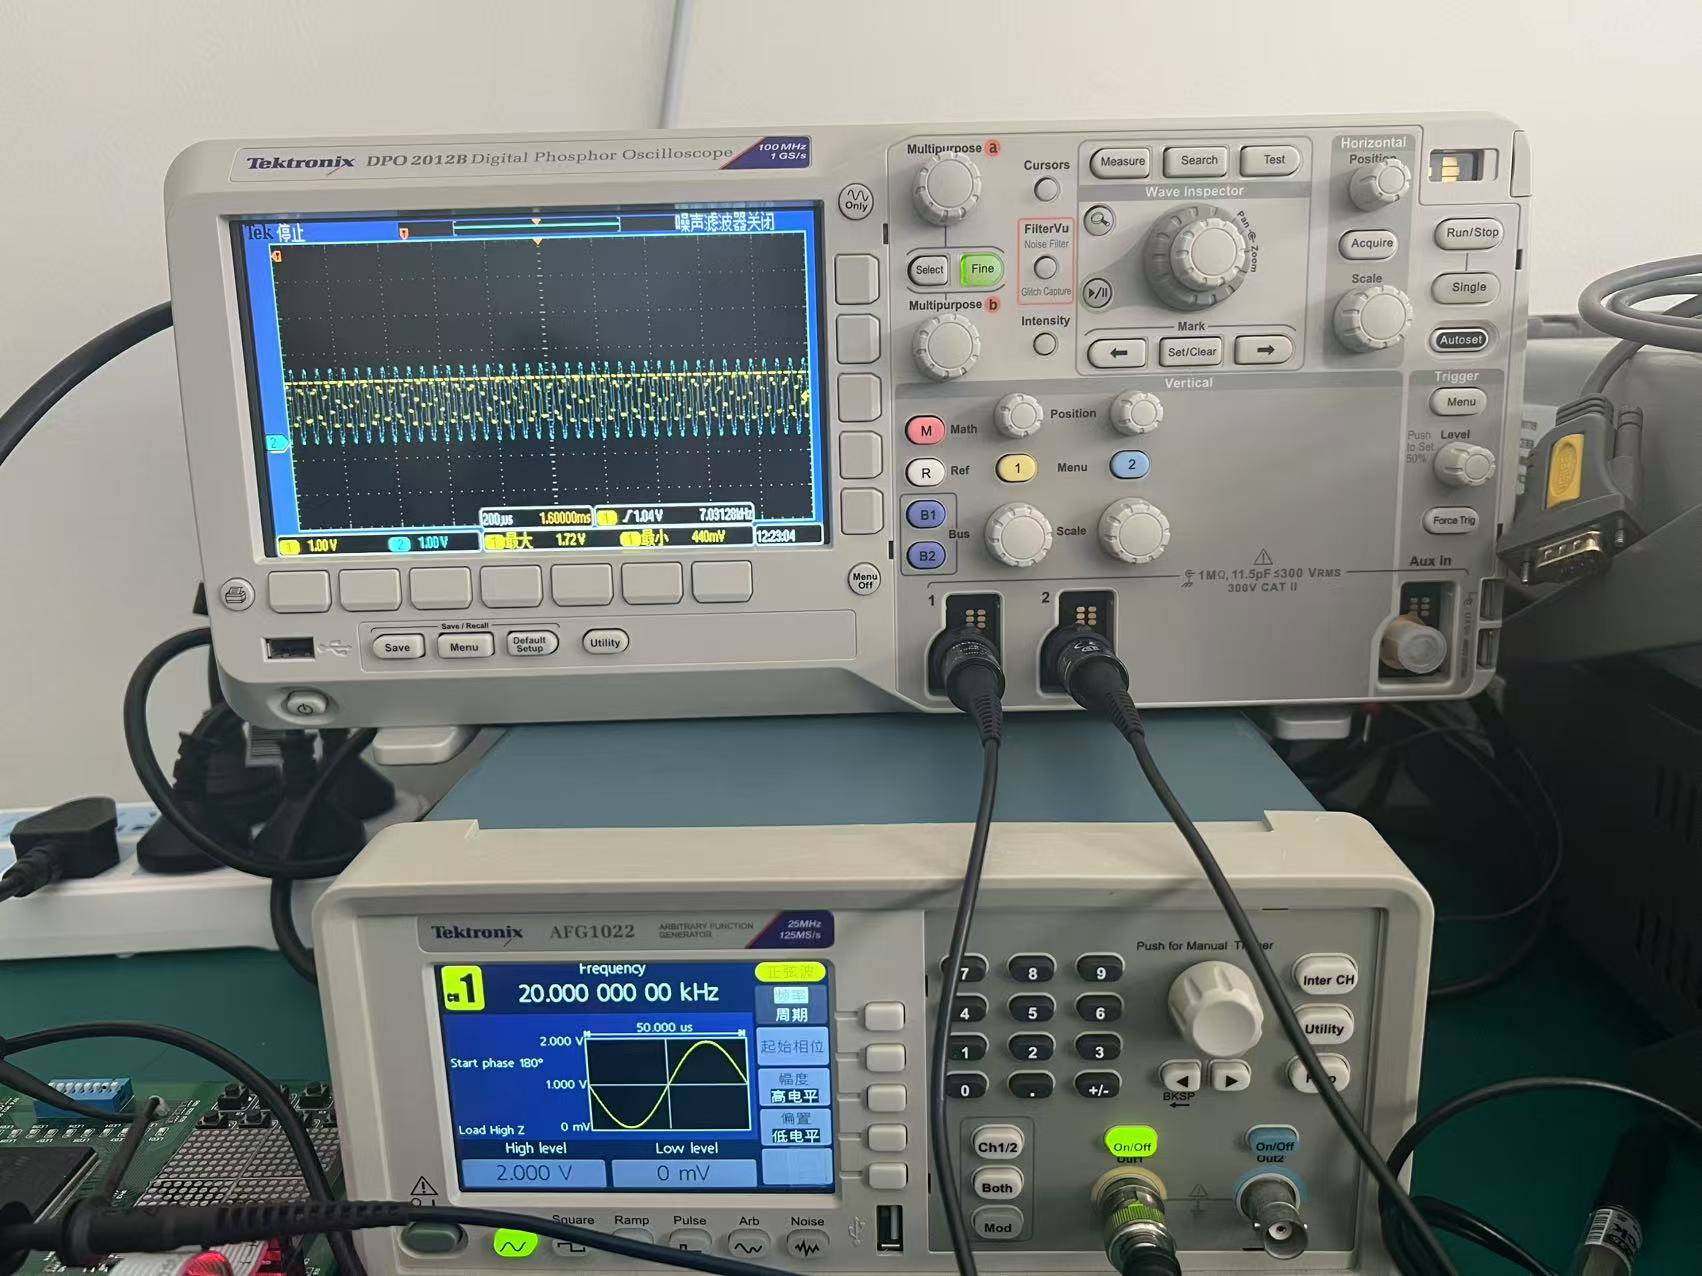 Tektronix DPO 2012B Digital Phosphor Oscilloscope
100 MHz
1 GS/s
Tek 停止
噪声滤波器关闭
200μs 1.60000ms
1 ∫ 1.04V 7.03128kHz
1 1.00V 2 1.00V
1 最大 1.72V
1 最小 440mV
12:23:04
Only
Menu
Off
Multipurpose a
Select
Fine
Multipurpose b
Cursors
FilterVu
Noise Filter
Glitch Capture
Intensity
Measure
Search
Test
Wave Inspector
Pan Zoom
Mark
←
Set/Clear
→
Horizontal
Position
Acquire
Scale
Run/Stop
Single
Autoset
Trigger
Menu
Level
Push
to Set
50%
Force Trig
Vertical
M Math
Position
R Ref
1 Menu 2
B1
Bus
B2
Scale
1MΩ, 11.5pF ≤300 VRMS
300V CAT II
Aux In
1
2
Save / Recall
Save
Menu
Default
Setup
Utility
Tektronix AFG1022
ARBITRARY FUNCTION
GENERATOR
25MHz
125MS/s
CH 1
Frequency
20.000 000 00 kHz
正弦波
频率
周期
起始相位
幅度
高电平
偏置
低电平
50.000 us
2.000 V
Start phase 180°
1.000 V
Load High Z
0 mV
High level
2.000 V
Low level
0 mV
Square
Ramp
Pulse
Arb
Noise
Push for Manual Trigger
7 8 9
4 5 6
1 2 3
0 . +/-
BKSP
Inter CH
Utility
Ch1/2
Both
Mod
On/Off
Out1
On/Off
Out2